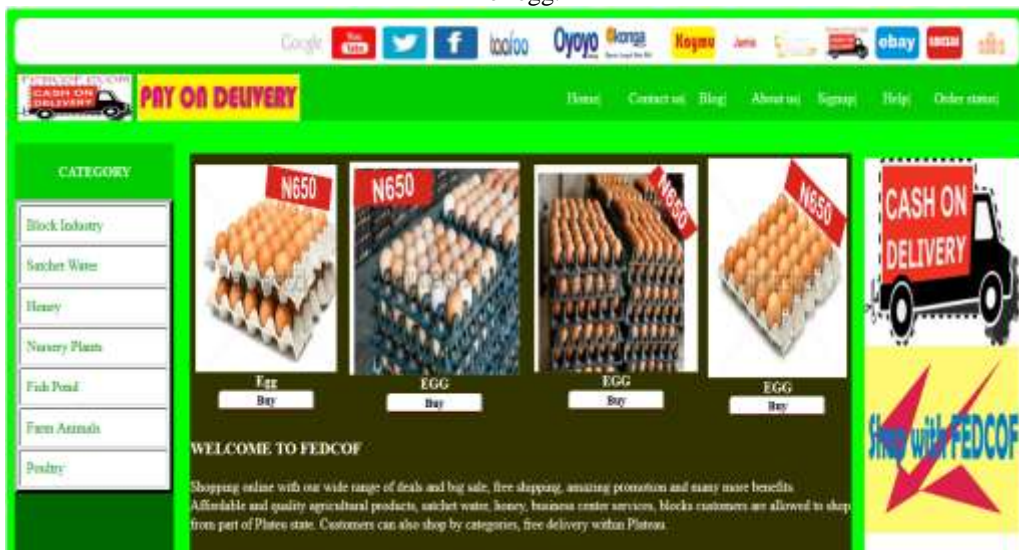 Google You Tube f taafoo Oyoyo konga Kaymu Jumia ebay
CASH ON DELIVERY
PAY ON DELIVERY
Home| Contact us| Blog| About us| Signup| Help| Order status|
CATEGORY
Block Industry
Satchet Water
Honey
Nursery Plants
Fish Pond
Farm Animals
Poultry
N650 N650 N650 N650
Egg EGG EGG EGG
Buy Buy Buy Buy
WELCOME TO FEDCOF
Shopping online with our wide range of deals and big sale, free shipping, amazing promotion and many more benefits
Affordable and quality agricultural products, satchet water, honey, business center services, blocks customers are allowed to shop
from part of Plateu state. Customers can also shop by categories, free delivery within Plateau.
CASH ON
DELIVERY
Shop with FEDCOF